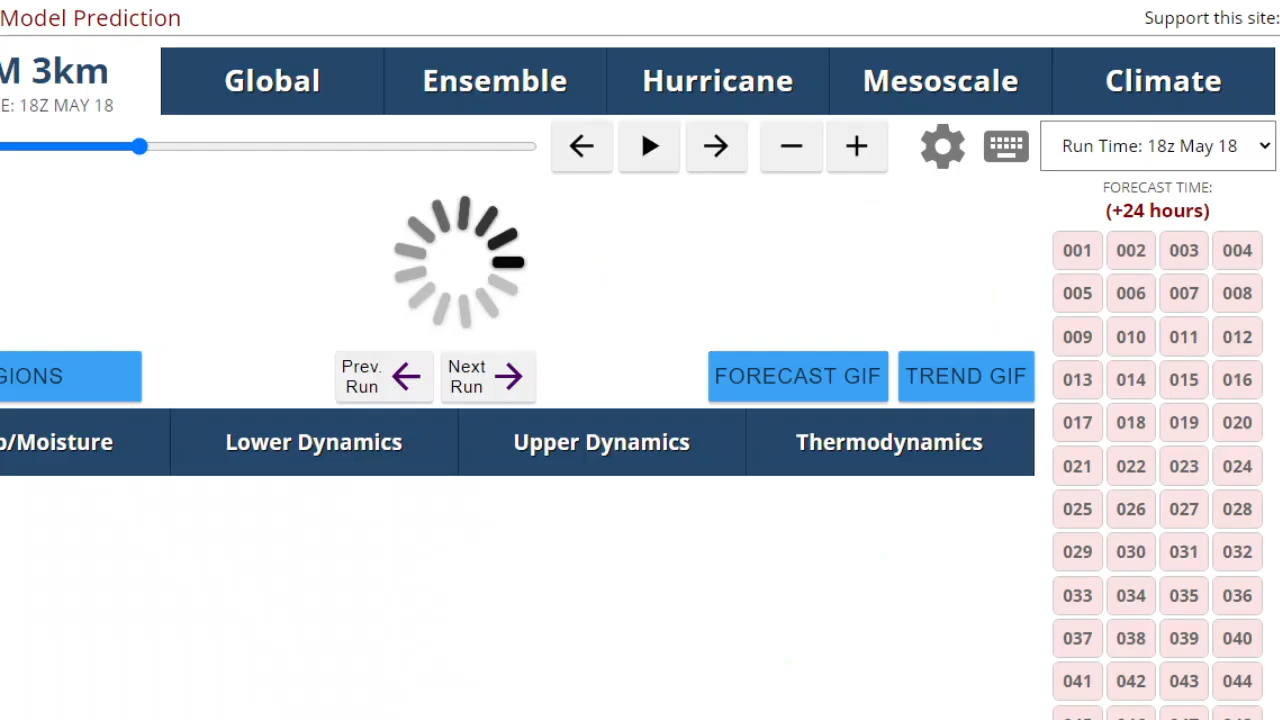 Model Prediction
Support this site:
M 3km
E: 18Z MAY 18
Global
Ensemble
Hurricane
Mesoscale
Climate
Run Time: 18z May 18
FORECAST TIME:
(+24 hours)
001 002 003 004
005 006 007 008
009 010 011 012
013 014 015 016
017 018 019 020
021 022 023 024
025 026 027 028
029 030 031 032
033 034 035 036
037 038 039 040
041 042 043 044
GIONS
Prev. Run
Next Run
FORECAST GIF
TREND GIF
p/Moisture
Lower Dynamics
Upper Dynamics
Thermodynamics